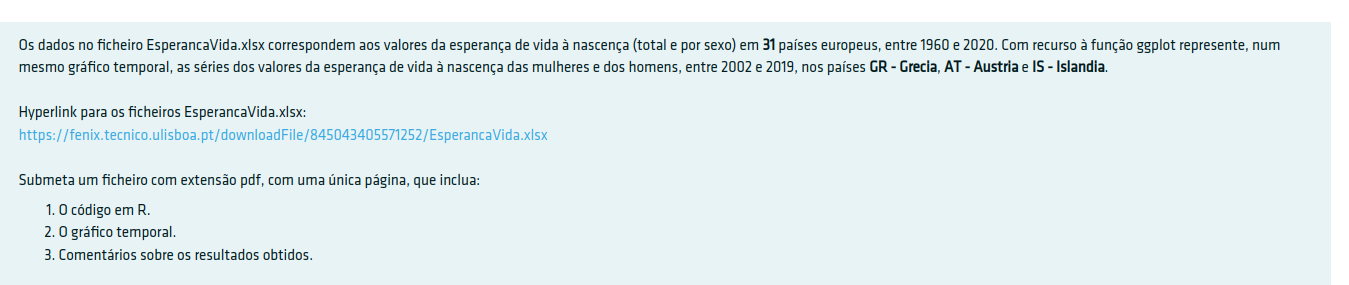 Os dados no ficheiro EsperancaVida.xlsx correspondem aos valores da esperança de vida à nascença (total e por sexo) em 31 países europeus, entre 1960 e 2020. Com recurso à função ggplot represente, num
mesmo gráfico temporal, as séries dos valores da esperança de vida à nascença das mulheres e dos homens, entre 2002 e 2019, nos países GR - Grecia, AT - Austria e IS - Islandia.
Hyperlink para os ficheiros EsperancaVida.xlsx:
https://fenix.tecnico.ulisboa.pt/downloadFile/845043405571252/EsperancaVida.xlsx
Submeta um ficheiro com extensão pdf, com uma única página, que inclua:
1. O código em R.
2. O gráfico temporal.
3. Comentários sobre os resultados obtidos.